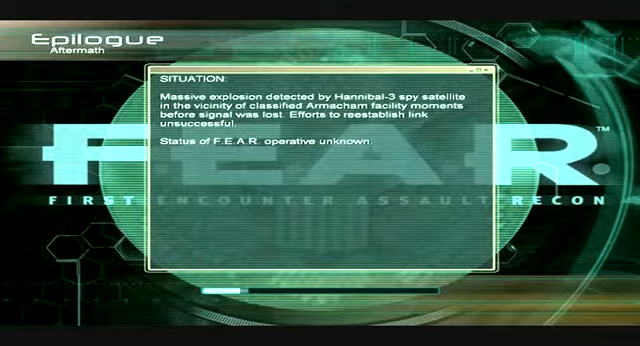 Epilogue
Aftermath
SITUATION:
Massive explosion detected by Hannibal-3 spy satellite
in the vicinity of classified Armacham facility moments
before signal was lost. Efforts to reestablish link
unsuccessful.
Status of F.E.A.R. operative unknown.
F.E.A.R.™
FIRST ENCOUNTER ASSAULT RECON